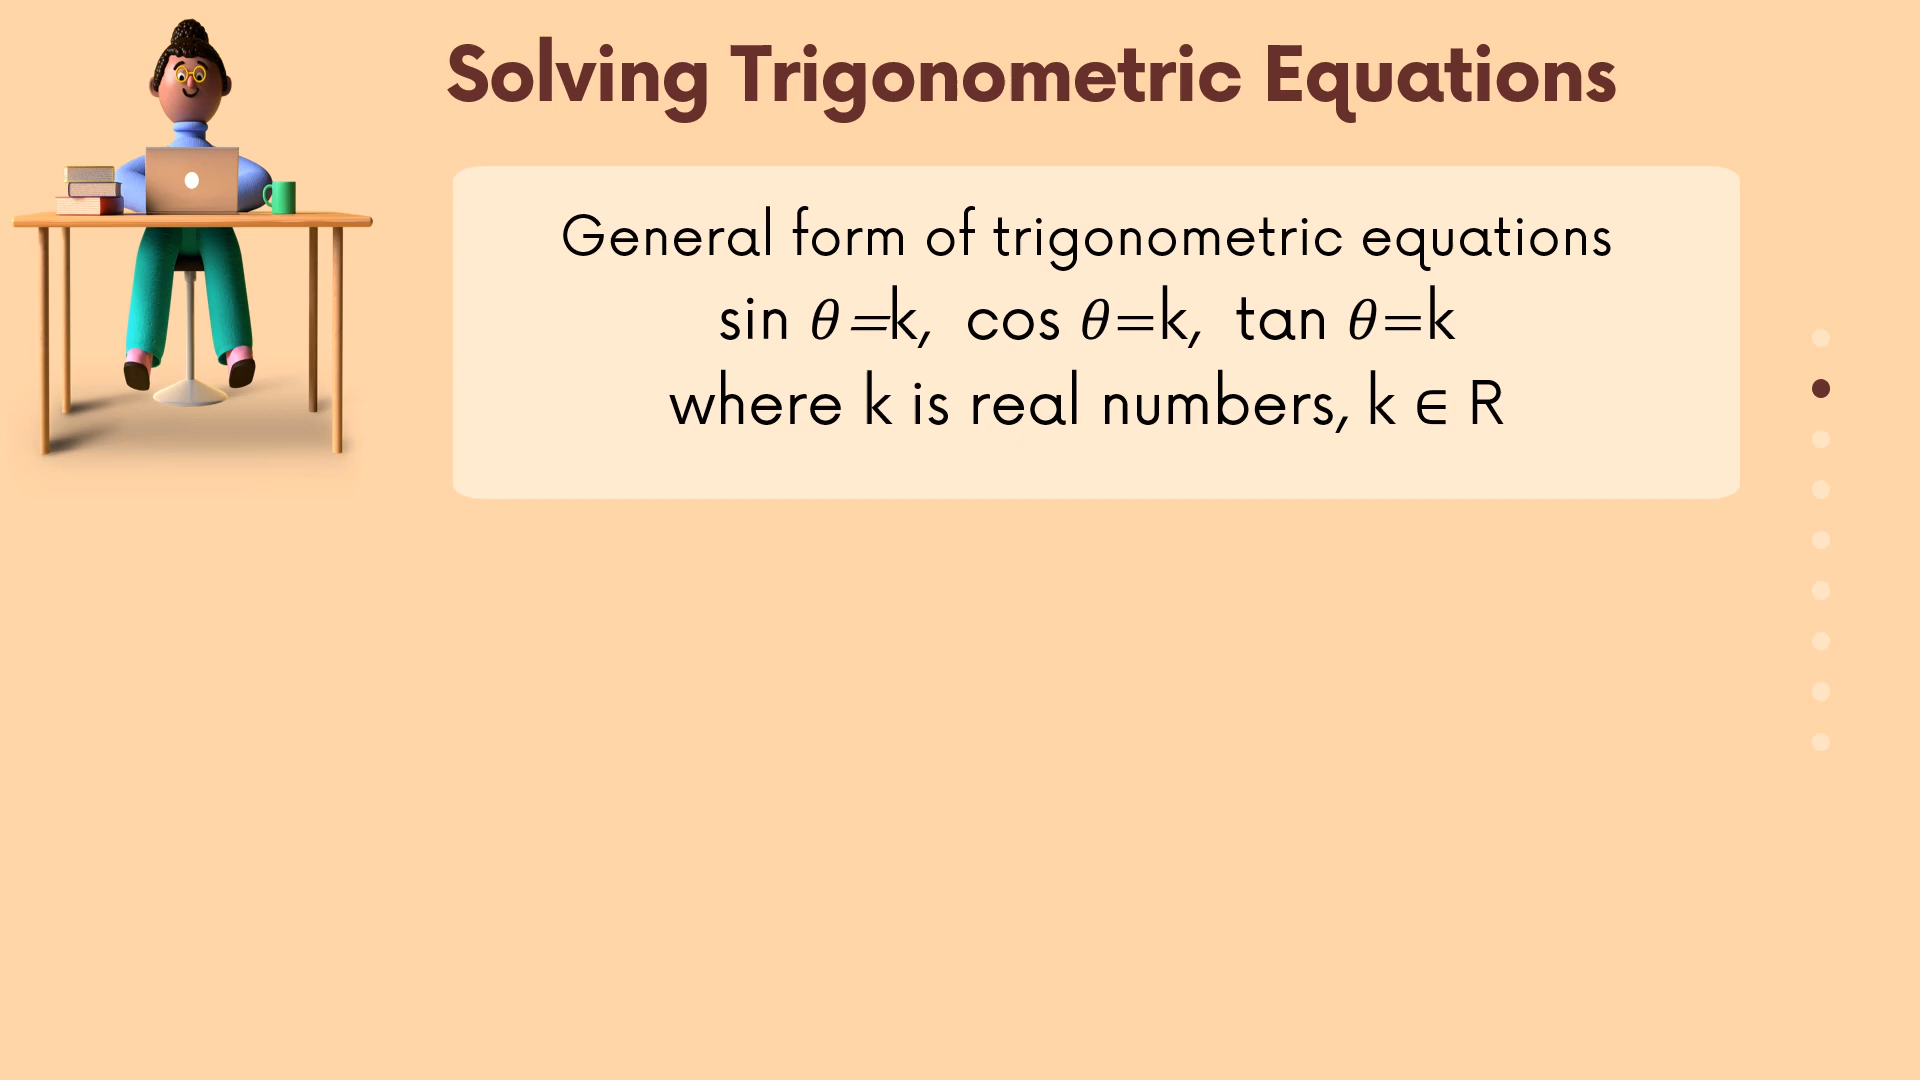 Solving Trigonometric Equations
General form of trigonometric equations
sin θ=k, cos θ=k, tan θ=k
where k is real numbers, k ∈ R